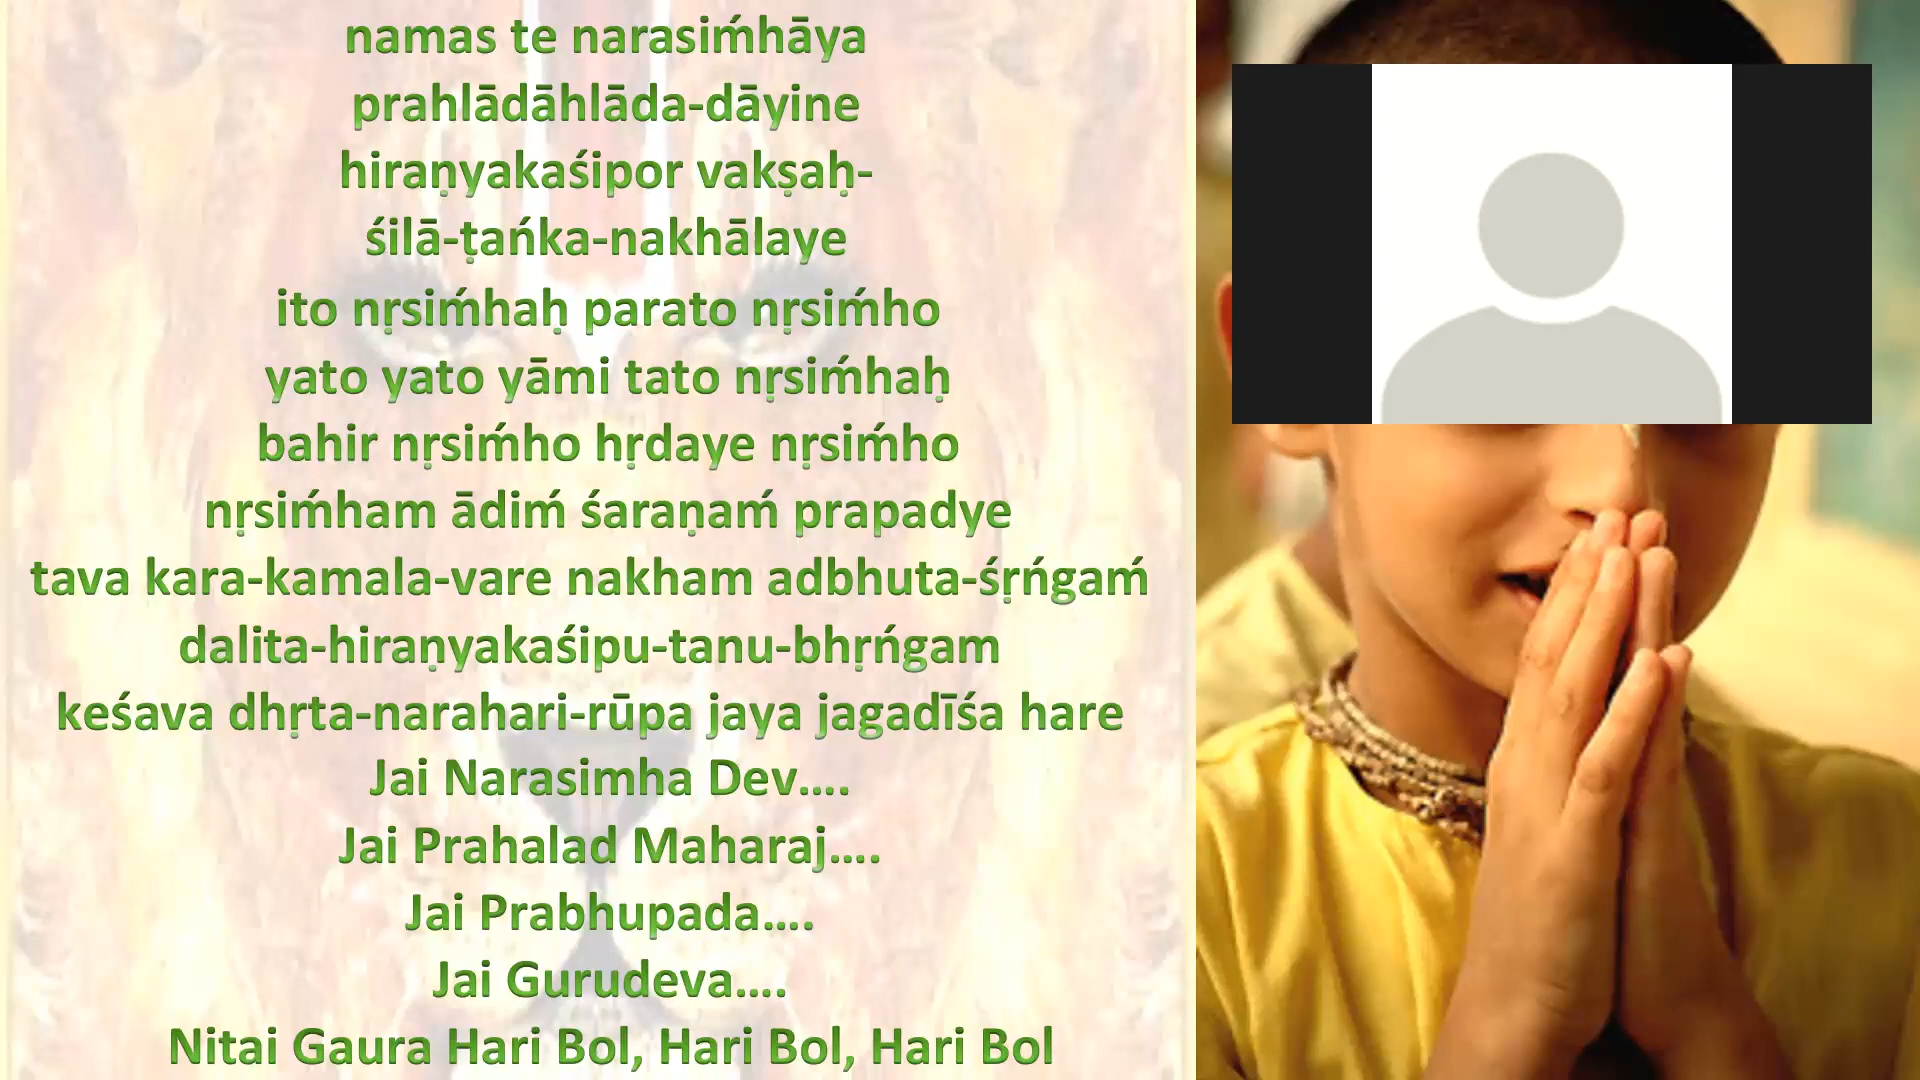 namas te narasiḿhāya
prahlādāhlāda-dāyine
hiraṇyakaśipor vakṣaḥ-
śilā-ṭańka-nakhālaye
ito nṛsiḿhaḥ parato nṛsiḿho
yato yato yāmi tato nṛsiḿhaḥ
bahir nṛsiḿho hṛdaye nṛsiḿho
nṛsiḿham ādiḿ śaraṇaḿ prapadye
tava kara-kamala-vare nakham adbhuta-śṛńgaḿ
dalita-hiraṇyakaśipu-tanu-bhṛńgam
keśava dhṛta-narahari-rūpa jaya jagadīśa hare
Jai Narasimha Dev....
Jai Prahalad Maharaj....
Jai Prabhupada....
Jai Gurudeva....
Nitai Gaura Hari Bol, Hari Bol, Hari Bol